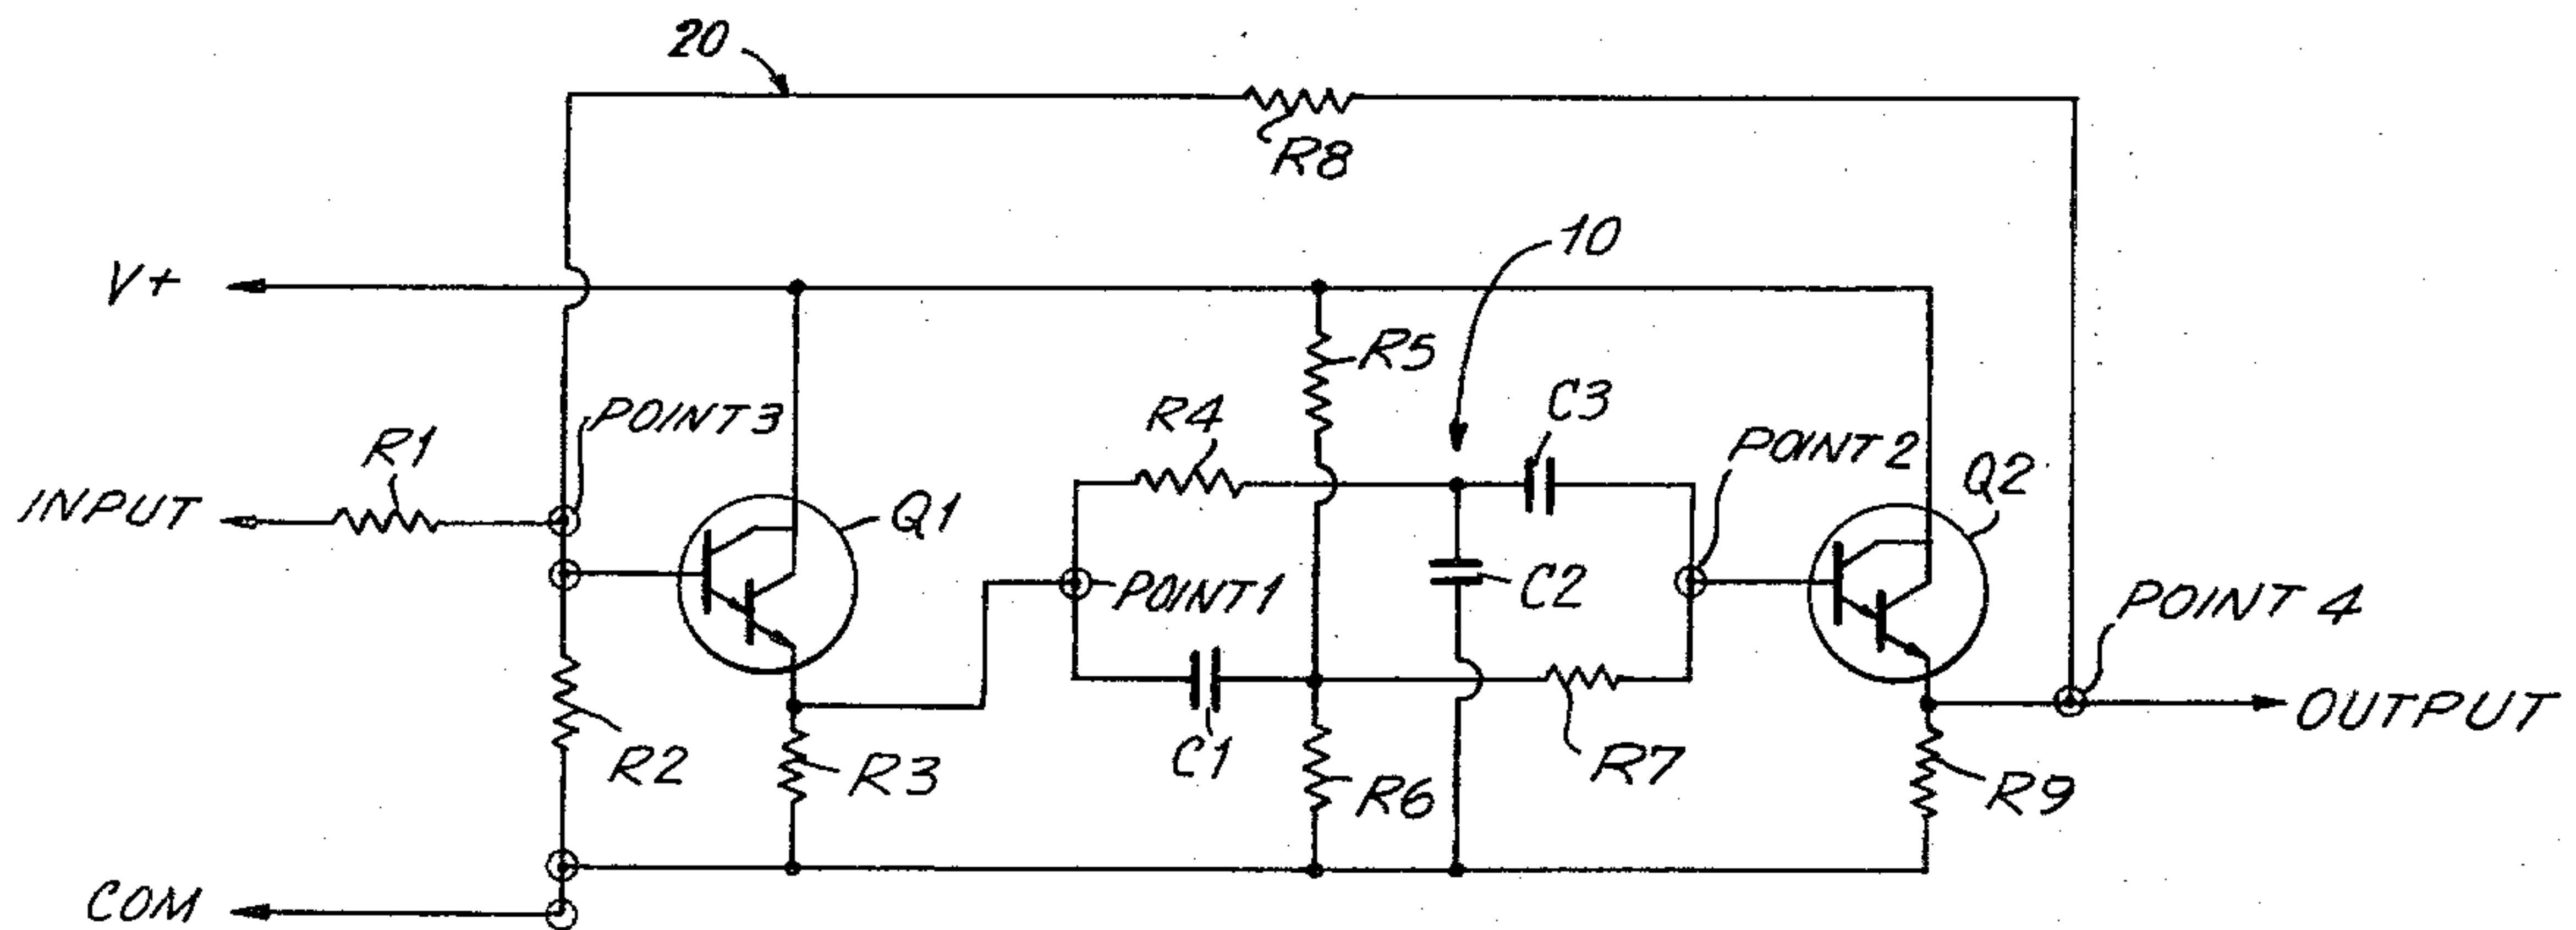 20
R8
10
V+
R5
C3
R4
POINT 3
POINT 2
R1
Q2
INPUT
Q1
POINT 1
C2
POINT 4
OUTPUT
R2
R3
C1
R6
R7
R9
COM